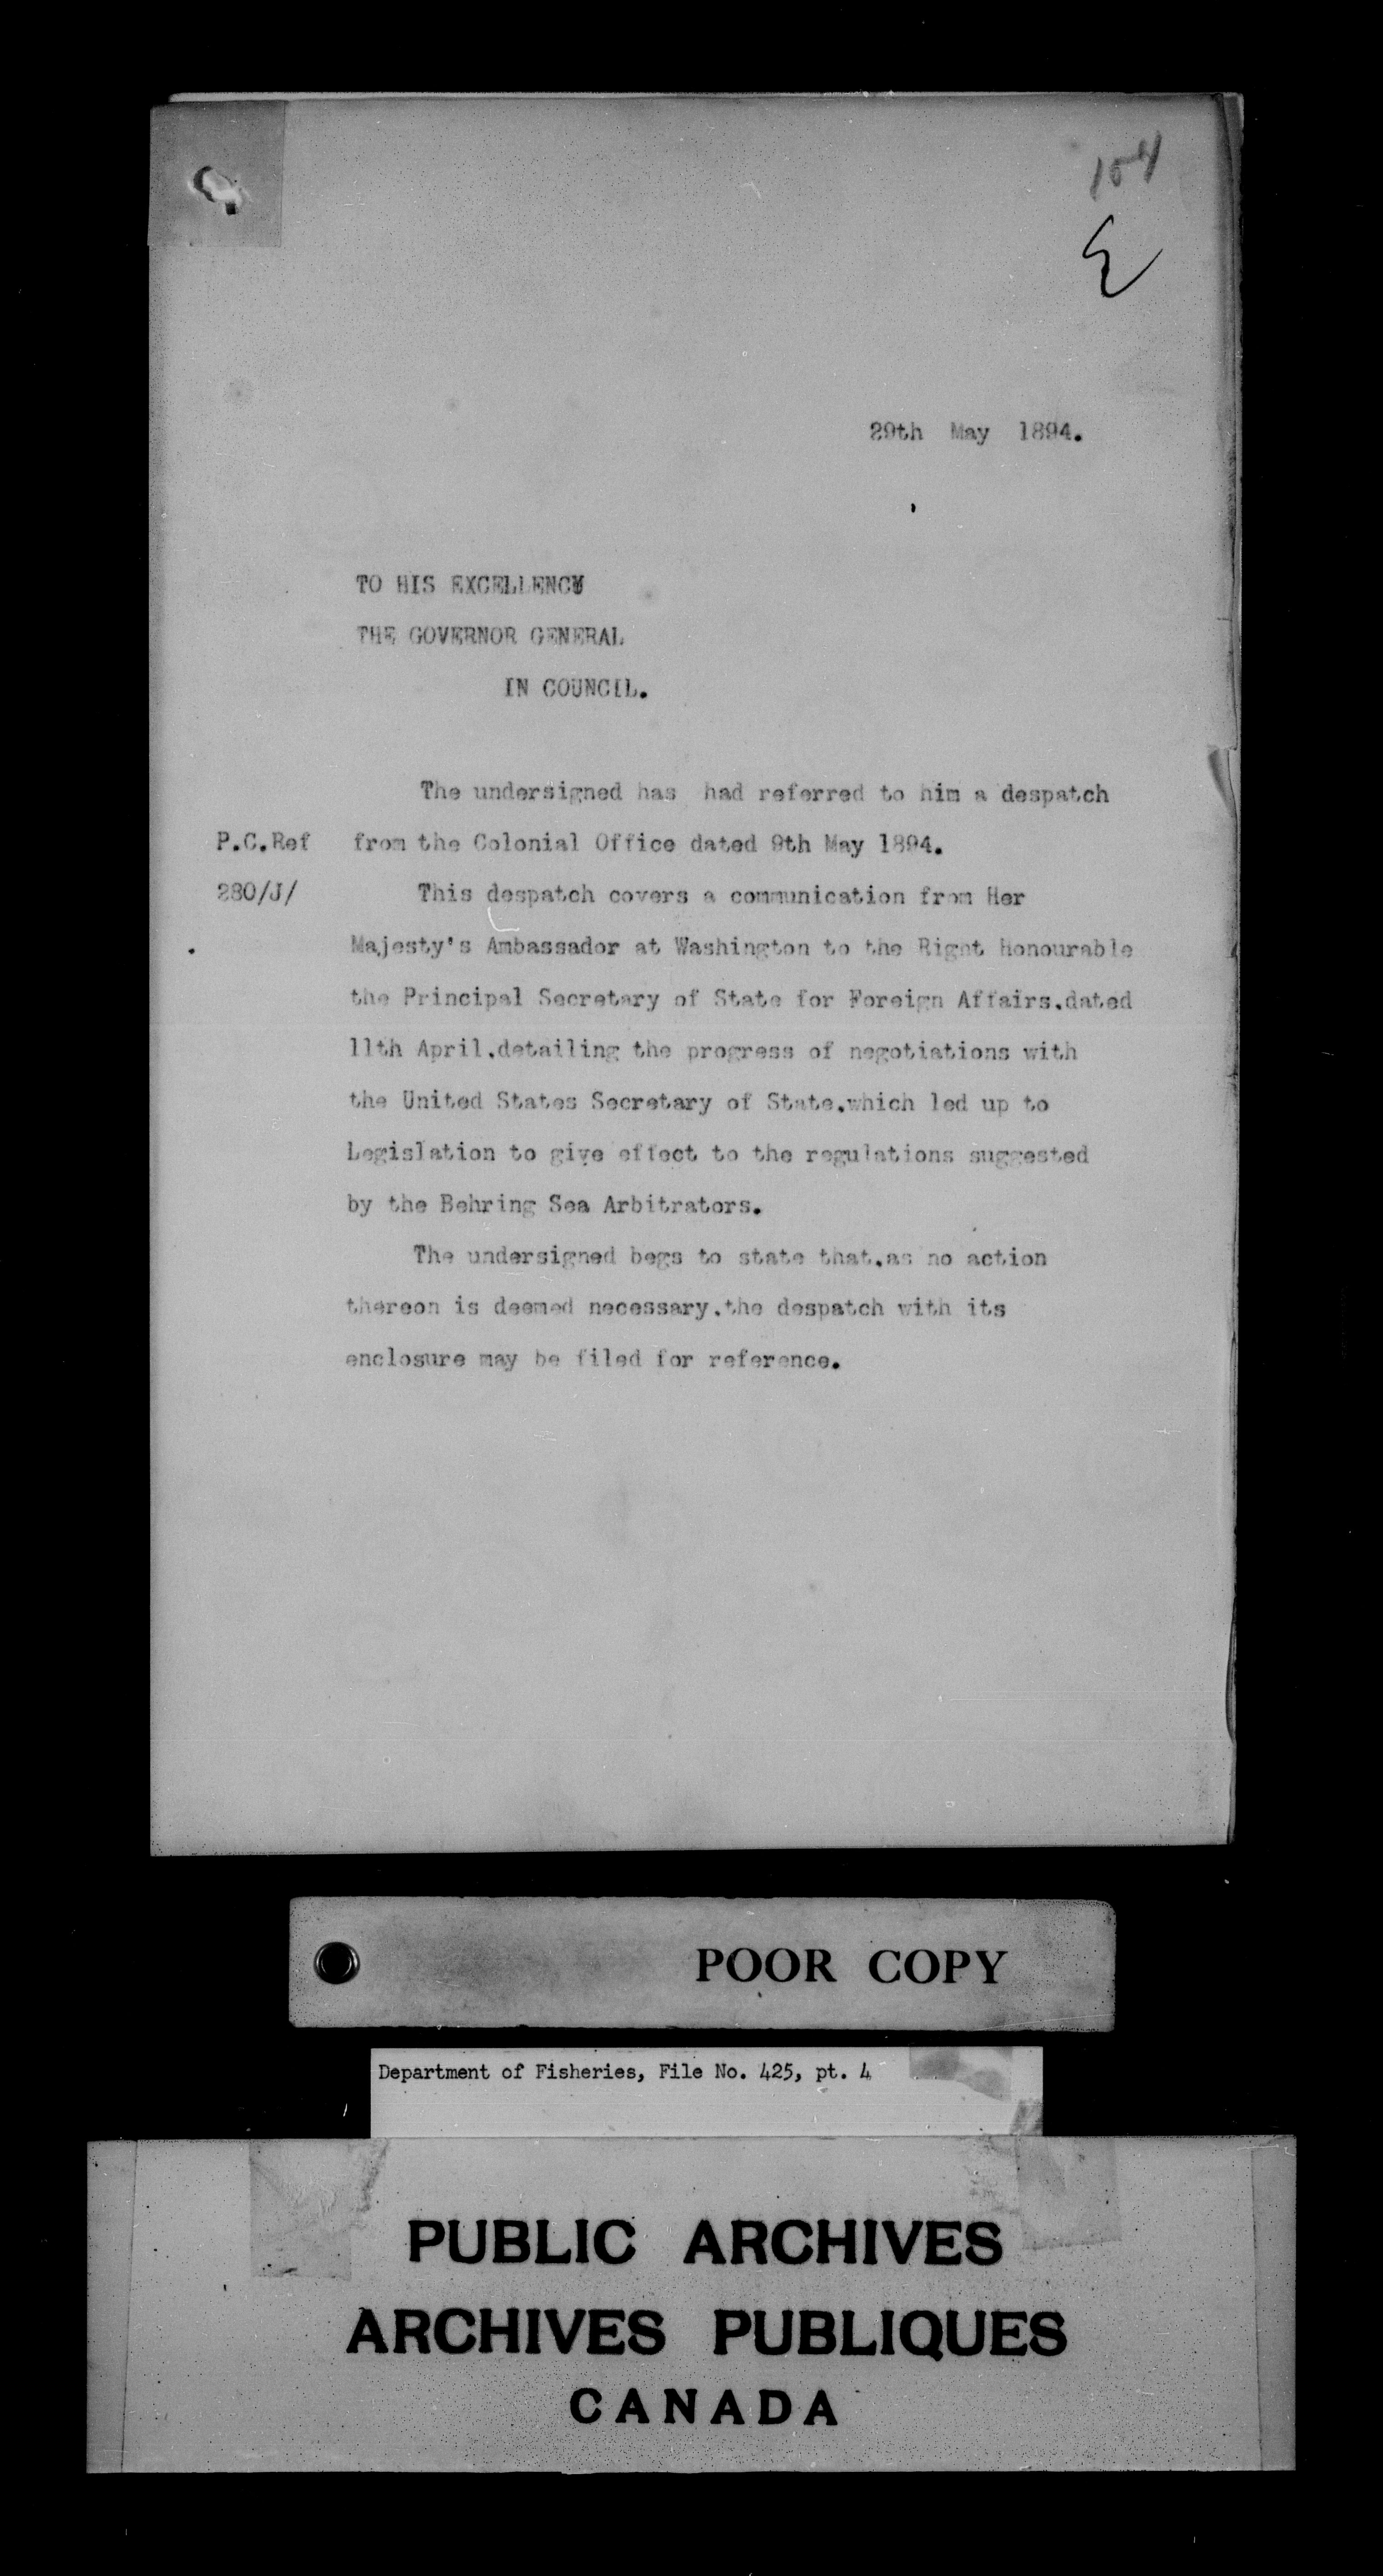 104
29th May 1894.
TO HIS EXCELLENCY
THE GOVERNOR GENERAL
IN COUNCIL.
The undersigned has had referred to him a despatch
P.C.Ref from the Colonial Office dated 9th May 1894.
280/J/ This despatch covers a communication from Her
Majesty's Ambassador at Washington to the Right Honourable
the Principal Secretary of State for Foreign Affairs,dated
11th April,detailing the progress of negotiations with
the United States Secretary of State,which led up to
Legislation to give effect to the regulations suggested
by the Behring Sea Arbitrators.
The undersigned begs to state that,as no action
thereon is deemed necessary,the despatch with its
enclosure may be filed for reference.
POOR COPY
Department of Fisheries, File No. 425, pt. 4
PUBLIC ARCHIVES
ARCHIVES PUBLIQUES
CANADA